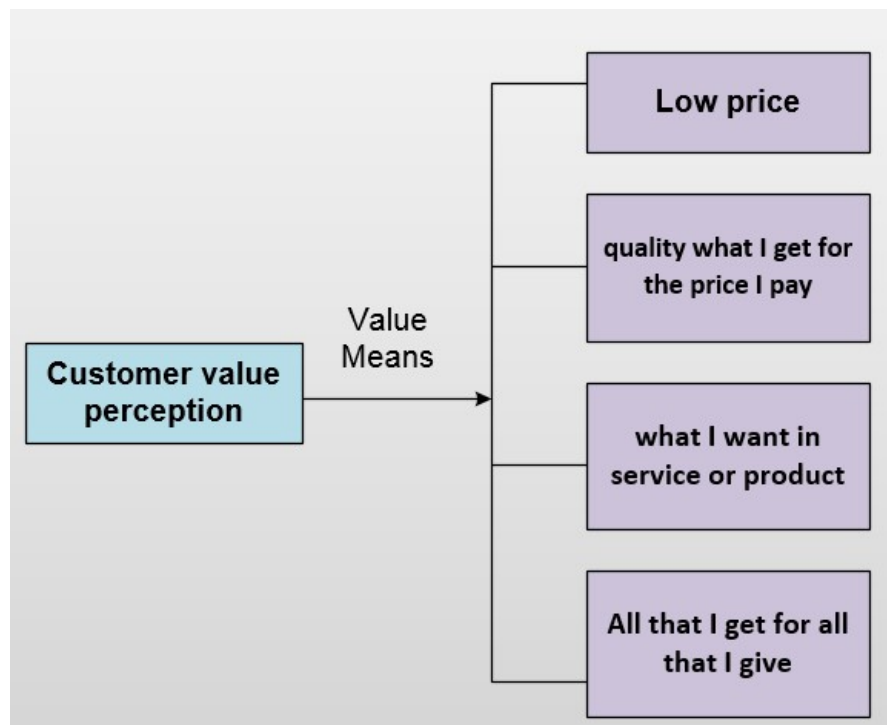 Low price
quality what I get for
the price I pay
Value
Means
Customer value
perception
what I want in
service or product
All that I get for all
that I give